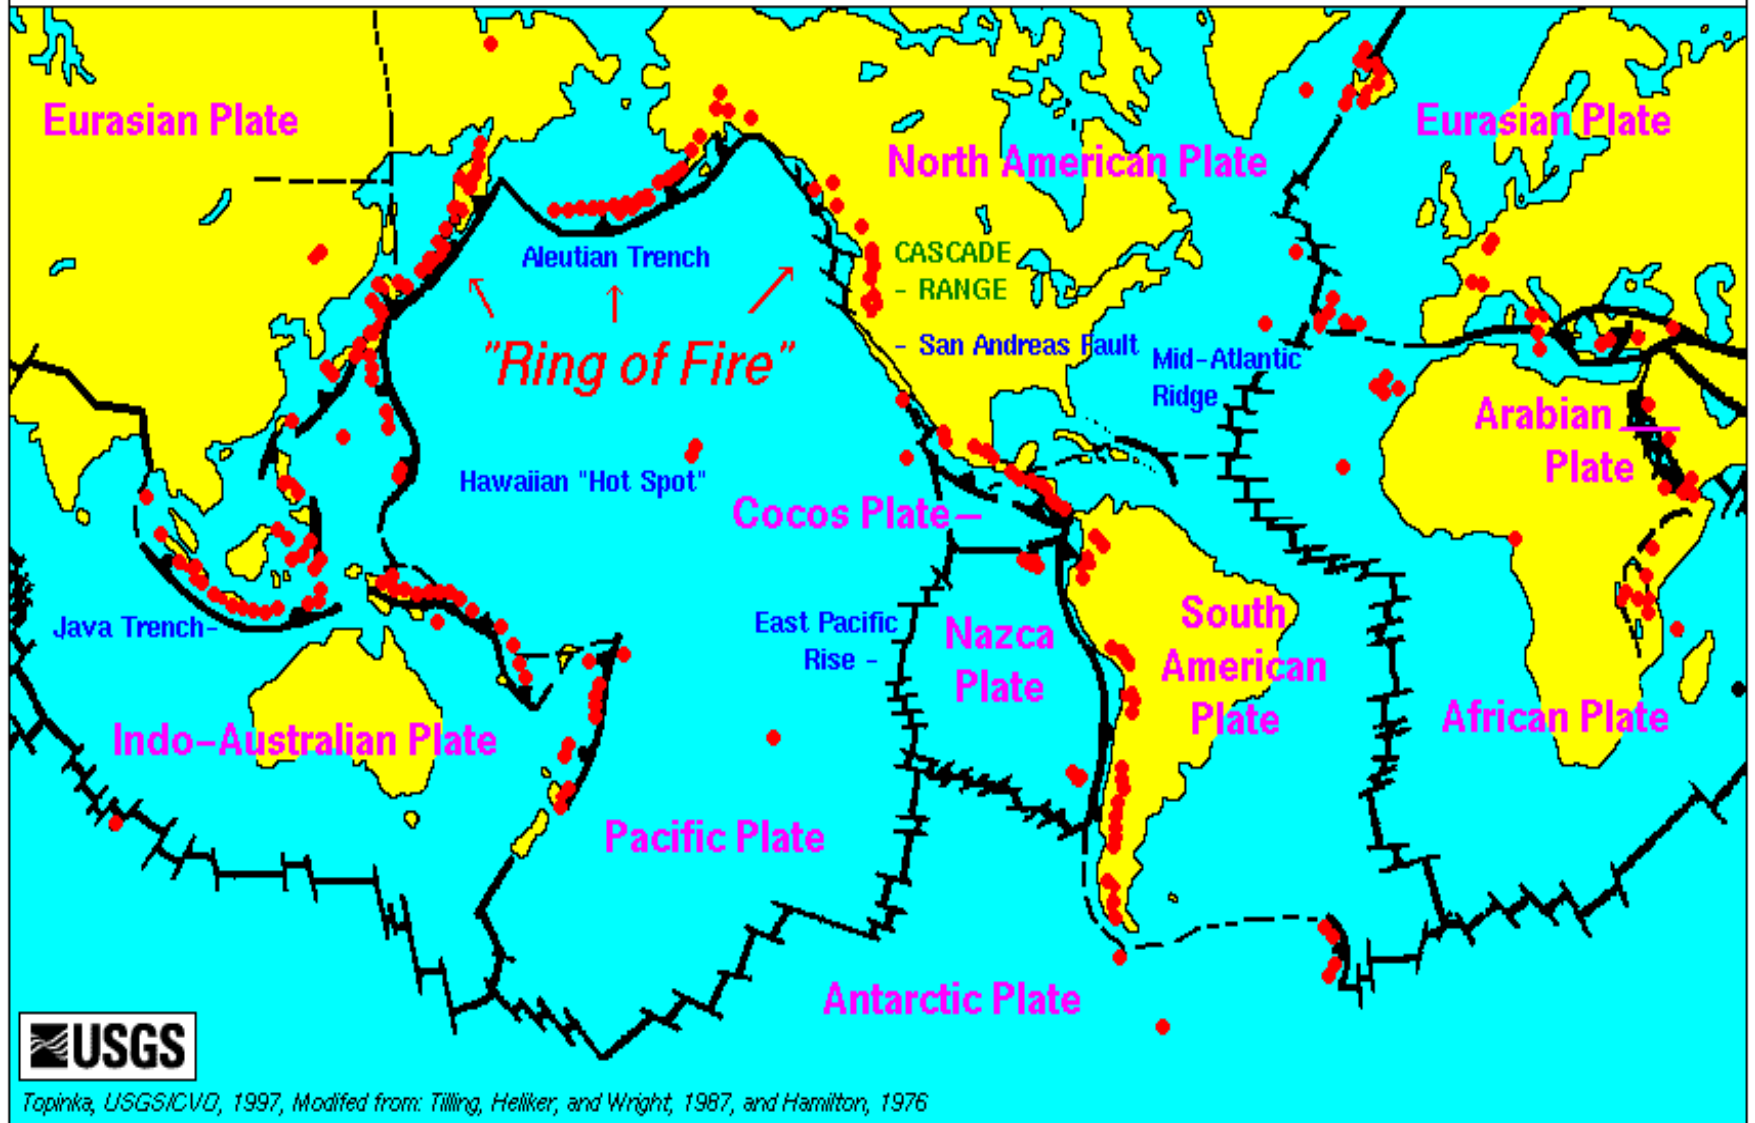 Eurasian Plate
Eurasian Plate
North American Plate
Aleutian Trench
CASCADE
- RANGE
"Ring of Fire"
- San Andreas Fault
Mid-Atlantic
Ridge
Arabian
Plate
Hawaiian "Hot Spot"
Cocos Plate
Java Trench-
East Pacific
Rise -
Nazca
Plate
South
American
Plate
African Plate
Indo-Australian Plate
Pacific Plate
Antarctic Plate
USGS
Topinka, USGS/CVO, 1997, Modifed from: Tilling, Heliker, and Wright, 1987, and Hamilton, 1976